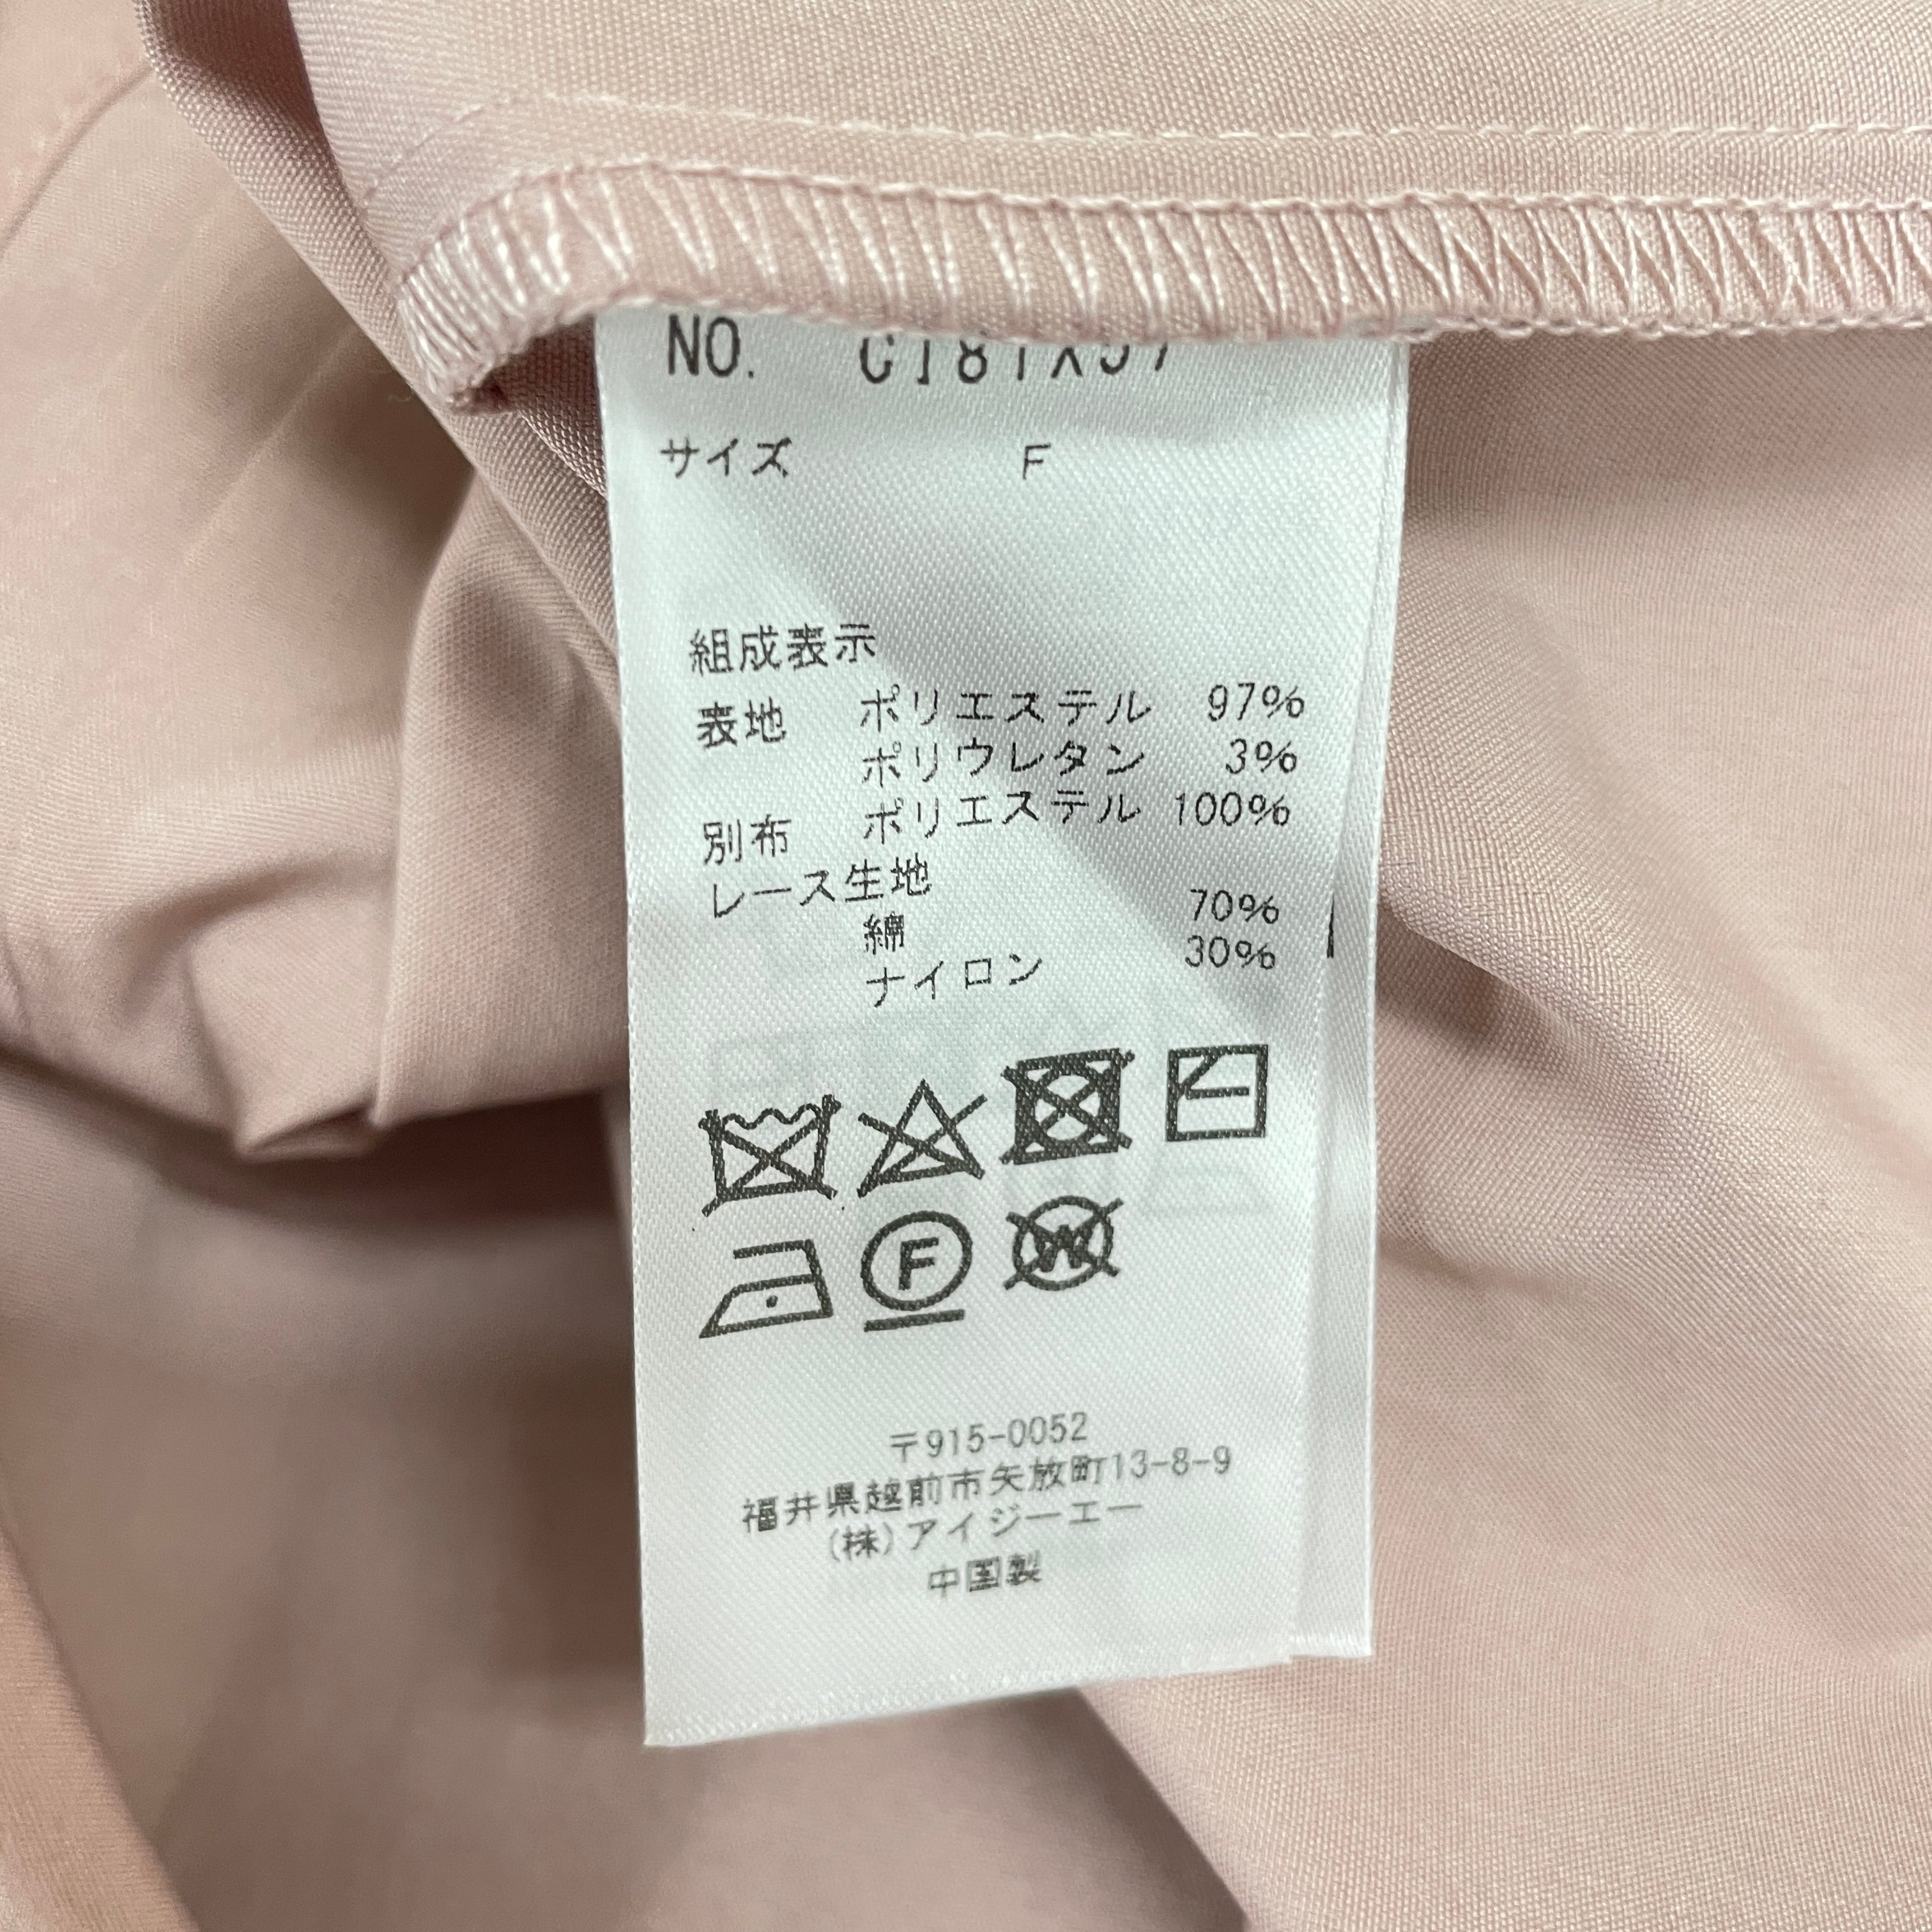 NO.
サイズ F
組成表示
表地 ポリエステル 97%
ポリウレタン 3%
別布 ポリエステル 100%
レース生地
綿 70%
ナイロン 30%
F
W
〒915-0052
福井県越前市矢放町13-8-9
(株)アイジーエー
中国製